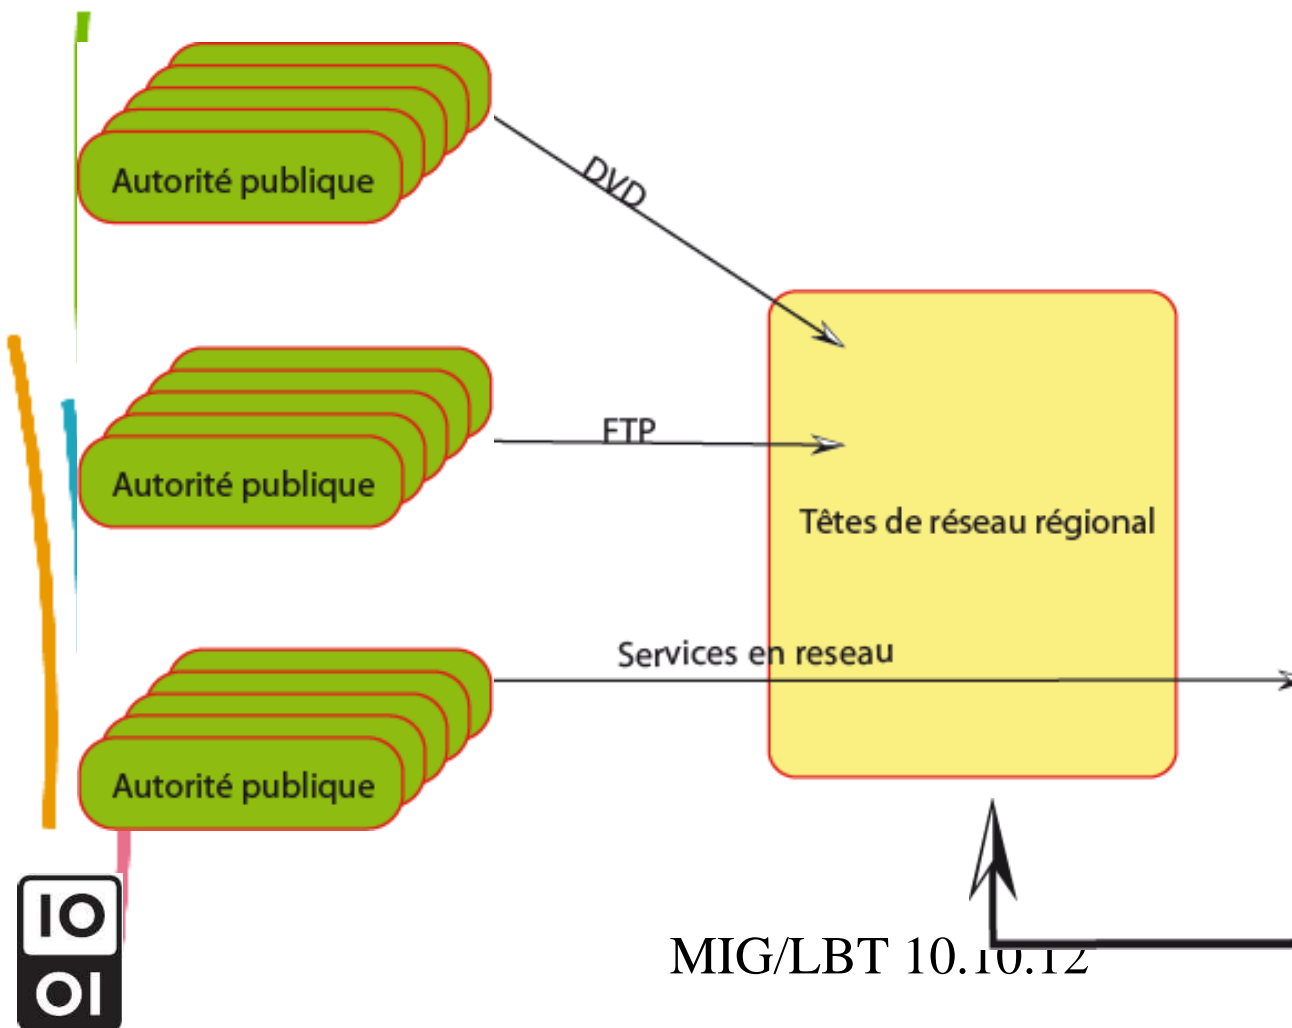 Autorité publique
DVD
Autorité publique
FTP
Têtes de réseau régional
Services en reseau
Autorité publique
IO
OI
MIG/LBT 10.10.12